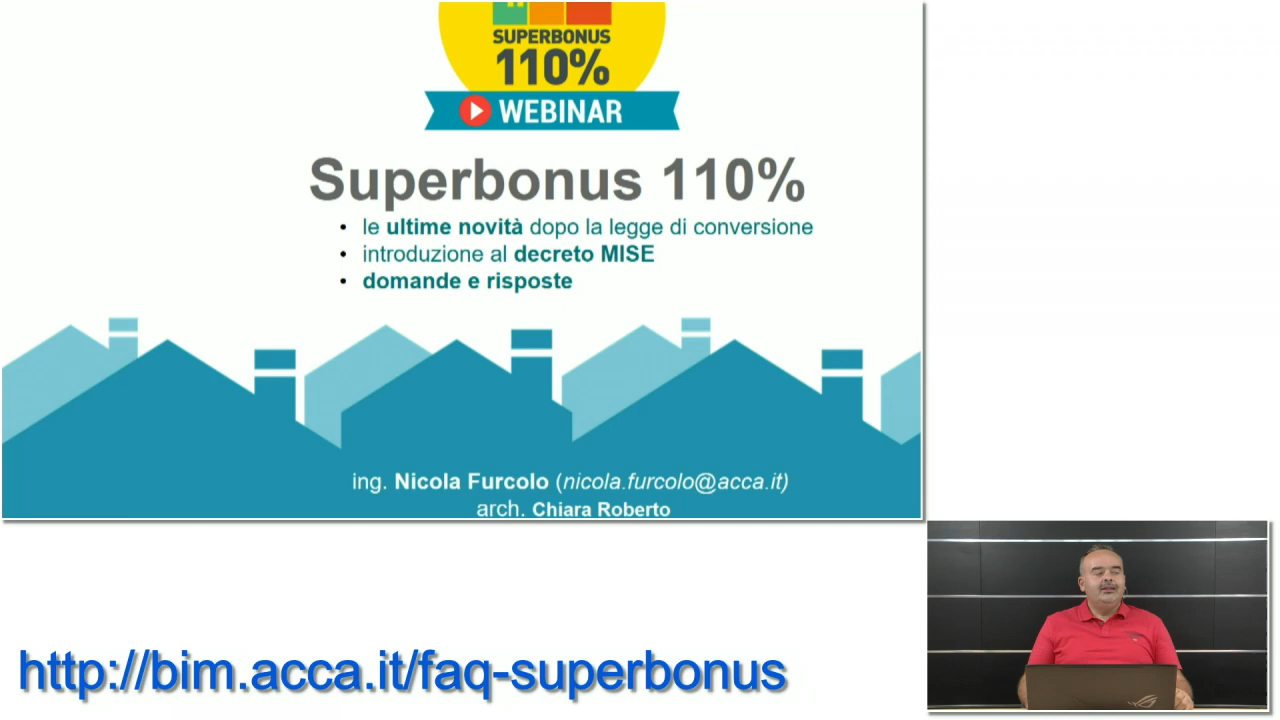 SUPERBONUS
110%
WEBINAR
Superbonus 110%
• le ultime novità dopo la legge di conversione
• introduzione al decreto MISE
• domande e risposte
ing. Nicola Furcolo (nicola.furcolo@acca.it)
arch. Chiara Roberto
http://bim.acca.it/faq-superbonus